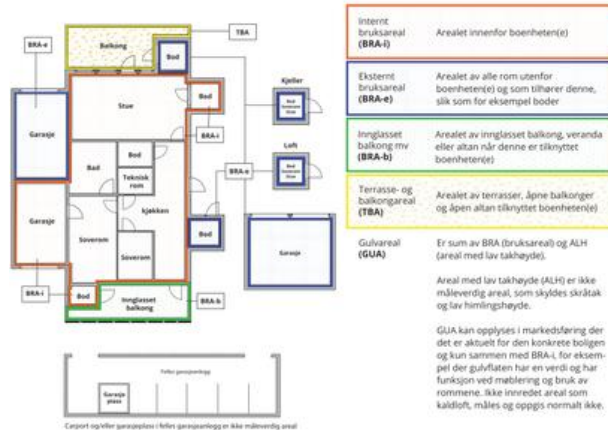 BRA-e
TBA
Balkong
Bod
Stue
Bod
Kjeller
Garasje
BRA-i
Loft
Bad
Bod
Teknisk
rom
BRA-e
kjøkken
Garasje
Soverom
Soverom
Bod
Garasje
BRA-i
Bod
Innglasset
balkong
BRA-b
Felles garasjeanlegg
Garasje
plass
Carport og/eller garasjeplass i felles garasjeanlegg er ikke måleverdig areal
Internt
bruksareal
(BRA-i)
Arealet innenfor boenheten(e)
Eksternt
bruksareal
(BRA-e)
Arealet av alle rom utenfor
boenheten(e) og som tilhører denne,
slik som for eksempel boder
Innglasset
balkong mv
(BRA-b)
Arealet av innglasset balkong, veranda
eller altan når denne er tilknyttet
boenheten(e)
Terrasse- og
balkongareal
(TBA)
Arealet av terrasser, åpne balkonger
og åpen altan tilknyttet boenheten(e)
Gulvareal
(GUA)
Er sum av BRA (bruksareal) og ALH
(areal med lav takhøyde).
Areal med lav takhøyde (ALH) er ikke
måleverdig areal, som skyldes skråtak
og lav himlingshøyde.
GUA kan opplyses i markedsføring der
det er aktuelt for den konkrete boligen
og kun sammen med BRA-i, for eksem-
pel der gulvflaten har en verdi og har
funksjon ved møblering og bruk av
rommene. Ikke innredet areal som
kaldloft, måles og oppgis normalt ikke.